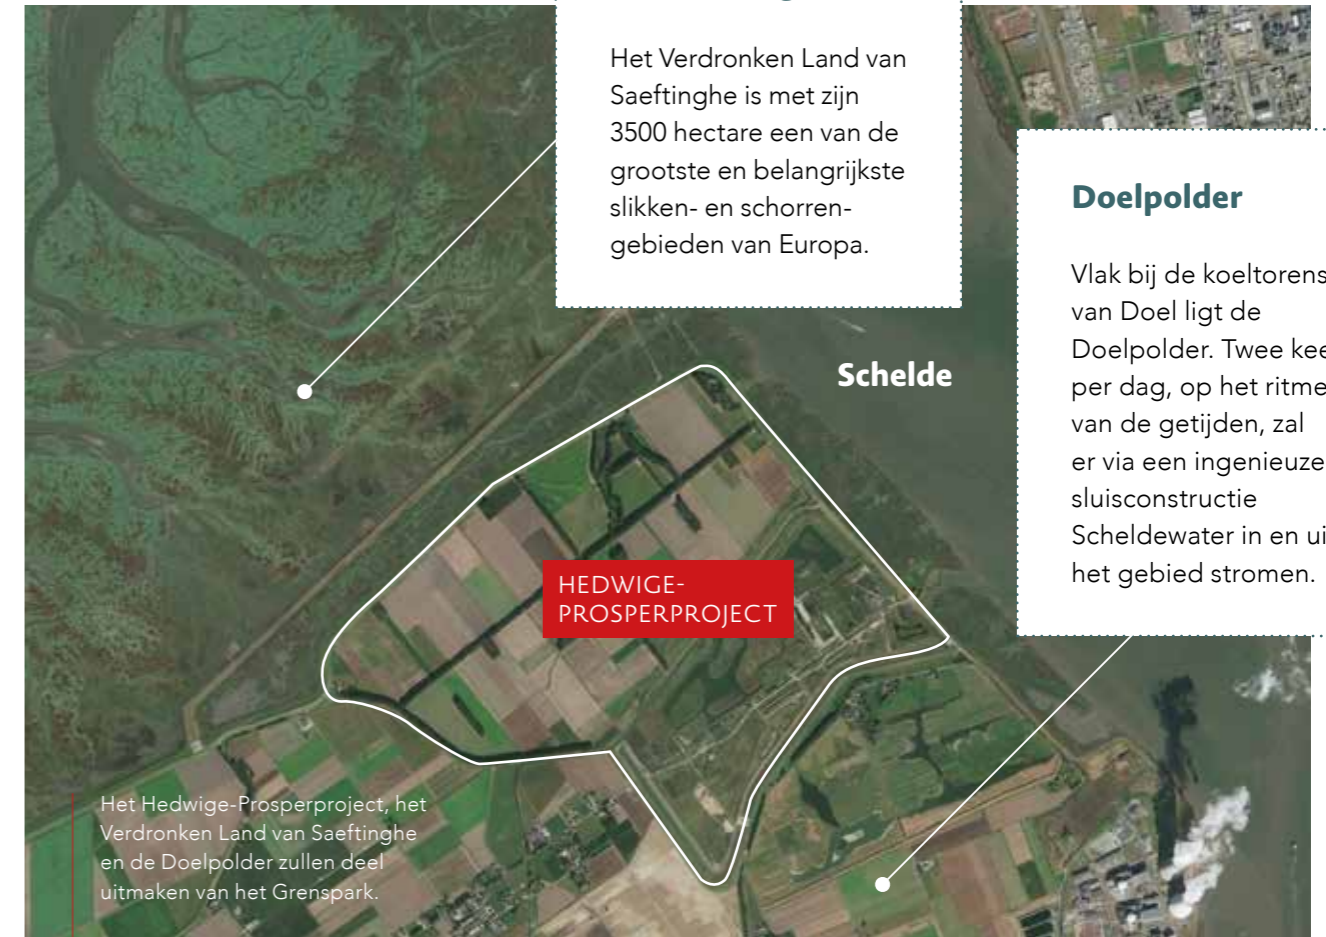 Het Verdronken Land van
Saeftinghe is met zijn
3500 hectare een van de
grootste en belangrijkste
slikken- en schorren-
gebieden van Europa.
Doelpolder
Vlak bij de koeltorens
van Doel ligt de
Doelpolder. Twee
per dag, op het ritme
van de getijden, zal
er via een ingenieuze
sluisconstructie
Scheldewater in en
het gebied stromen.
Schelde
HEDWIGE-
PROSPERPROJECT
Het Hedwige-Prosperproject, het
Verdronken Land van Saeftinghe
en de Doelpolder zullen deel
uitmaken van het Grenspark.